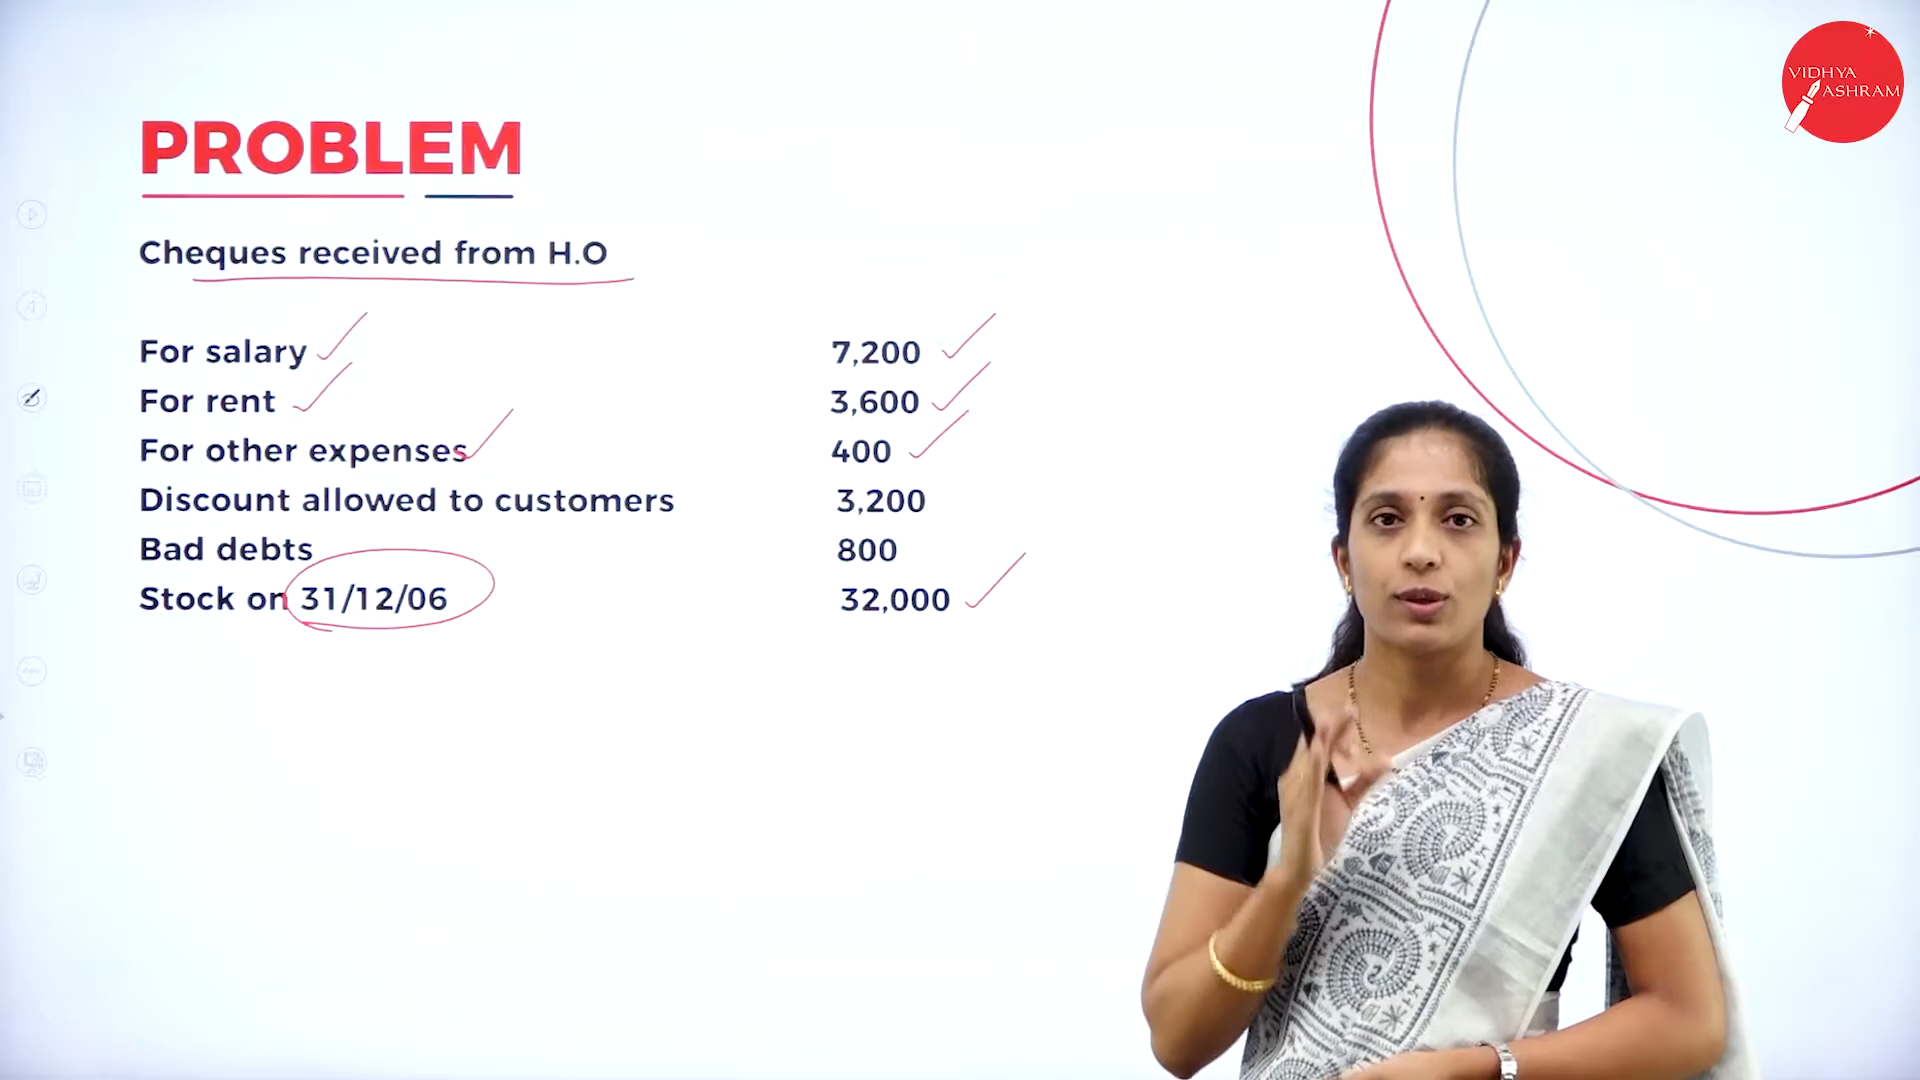 VIDHYA
ASHRAM
PROBLEM
Cheques received from H.O
For salary 7,200
For rent 3,600
For other expenses 400
Discount allowed to customers 3,200
Bad debts 800
Stock on 31/12/06 32,000